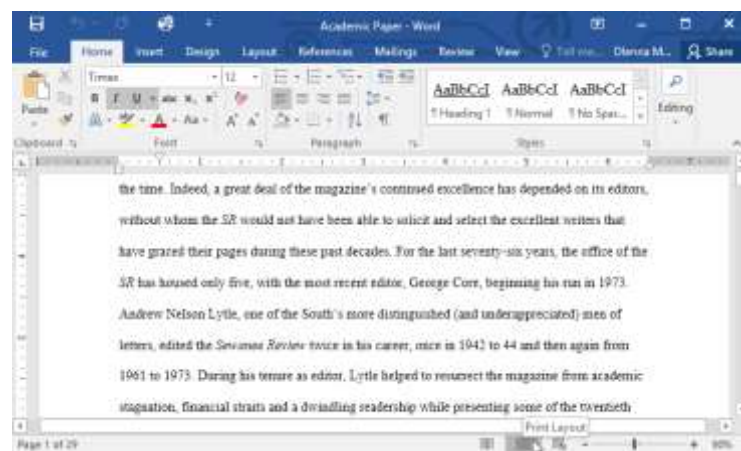 Academic Paper - Word
File Home Insert Design Layout References Mailings Review View Tell me... Dianna M... Share
Times 12
Paste
B I U abc x, x²
Aa A A
AaBbCcI AaBbCcI AaBbCcI
¶ Heading 1 ¶ Normal ¶ No Spac...
Editing
Clipboard Font Paragraph Styles
the time. Indeed, a great deal of the magazine's continued excellence has depended on its editors,
without whom the SR would not have been able to solicit and select the excellent writers that
have graced their pages during these past decades. For the last seventy-six years, the office of the
SR has housed only five, with the most recent editor, George Core, beginning his run in 1973.
Andrew Nelson Lytle, one of the South's more distinguished (and underappreciated) men of
letters, edited the Sewanee Review twice in his career, once in 1942 to 44 and then again from
1961 to 1973. During his tenure as editor, Lytle helped to resurrect the magazine from academic
stagnation, financial straits and a dwindling readership while presenting some of the twentieth
Print Layout
Page 1 of 29
90%